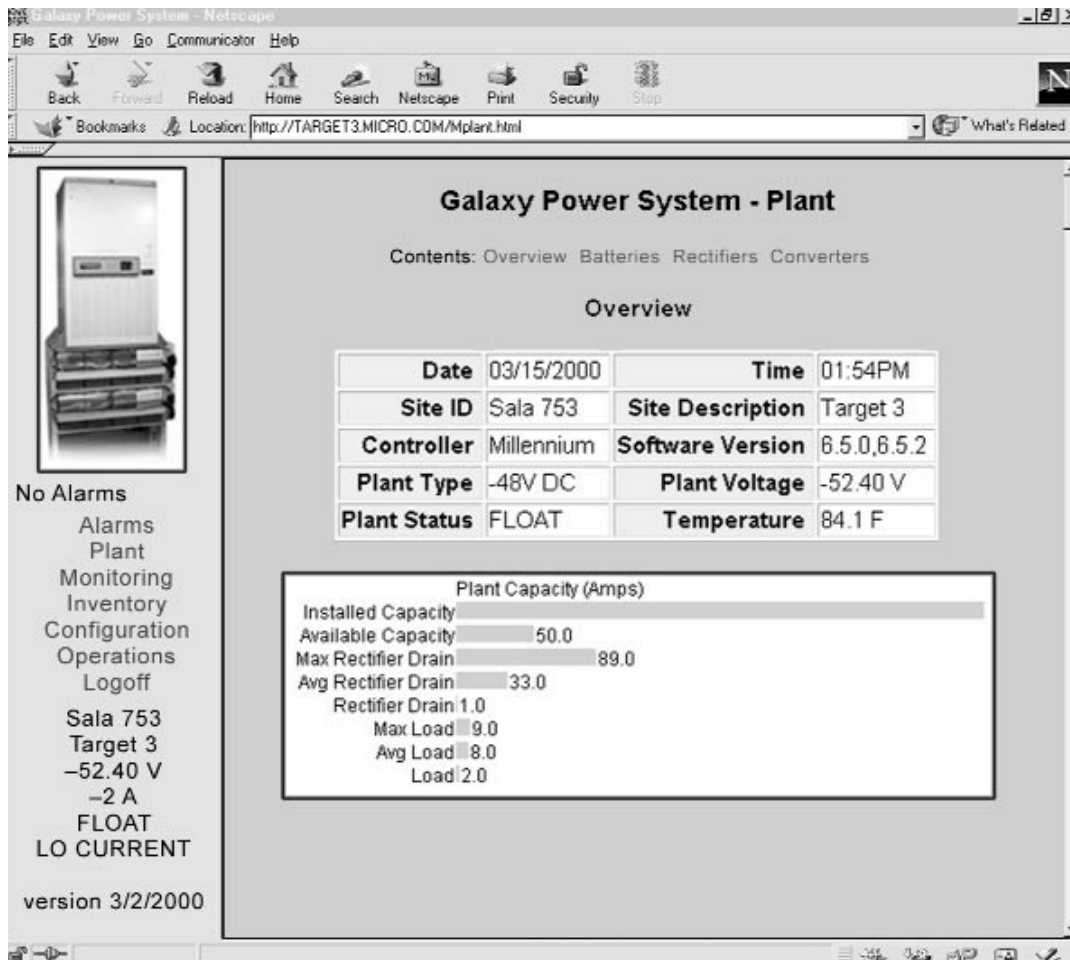 Galaxy Power System - Netscape
File Edit View Go Communicator Help
Back Forward Reload Home Search Netscape Print Security Stop
Bookmarks Location: http://TARGET3.MICRO.COM/Mplant.html What's Related
Galaxy Power System - Plant
Contents: Overview Batteries Rectifiers Converters
Overview
Date 03/15/2000 Time 01:54PM
Site ID Sala 753 Site Description Target 3
Controller Millennium Software Version 6.5.0,6.5.2
Plant Type -48V DC Plant Voltage -52.40 V
Plant Status FLOAT Temperature 84.1 F
Plant Capacity (Amps)
Installed Capacity
Available Capacity 50.0
Max Rectifier Drain 89.0
Avg Rectifier Drain 33.0
Rectifier Drain 1.0
Max Load 9.0
Avg Load 8.0
Load 2.0
No Alarms
Alarms
Plant
Monitoring
Inventory
Configuration
Operations
Logoff
Sala 753
Target 3
–52.40 V
–2 A
FLOAT
LO CURRENT
version 3/2/2000